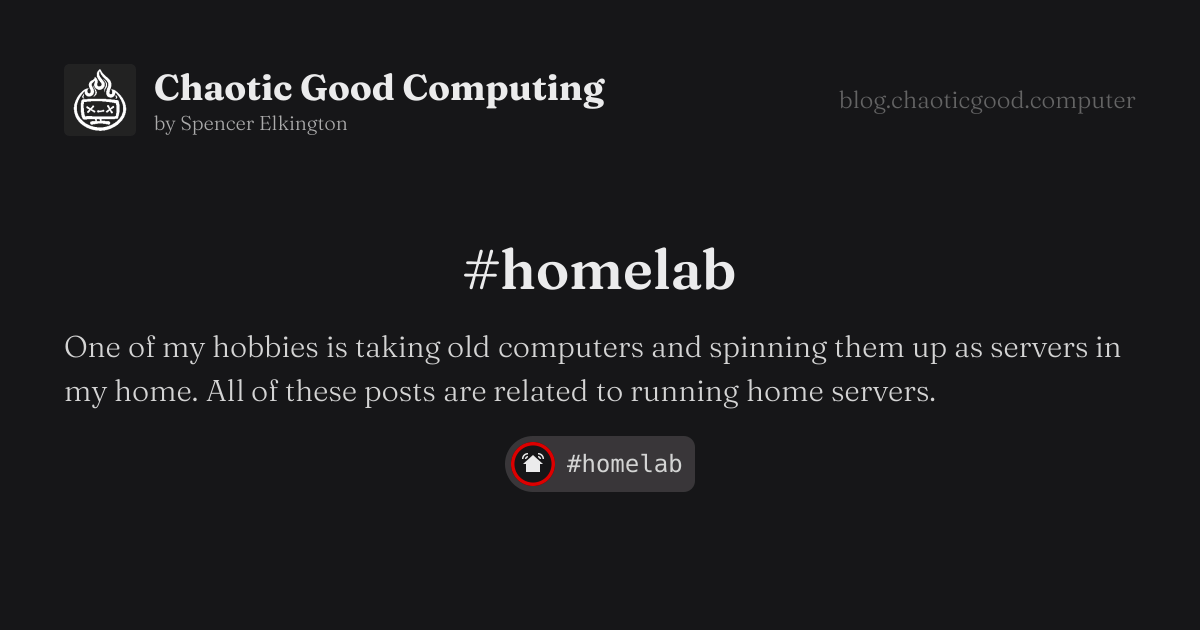 Chaotic Good Computing
by Spencer Elkington
blog.chaoticgood.computer
#homelab
One of my hobbies is taking old computers and spinning them up as servers in
my home. All of these posts are related to running home servers.
#homelab